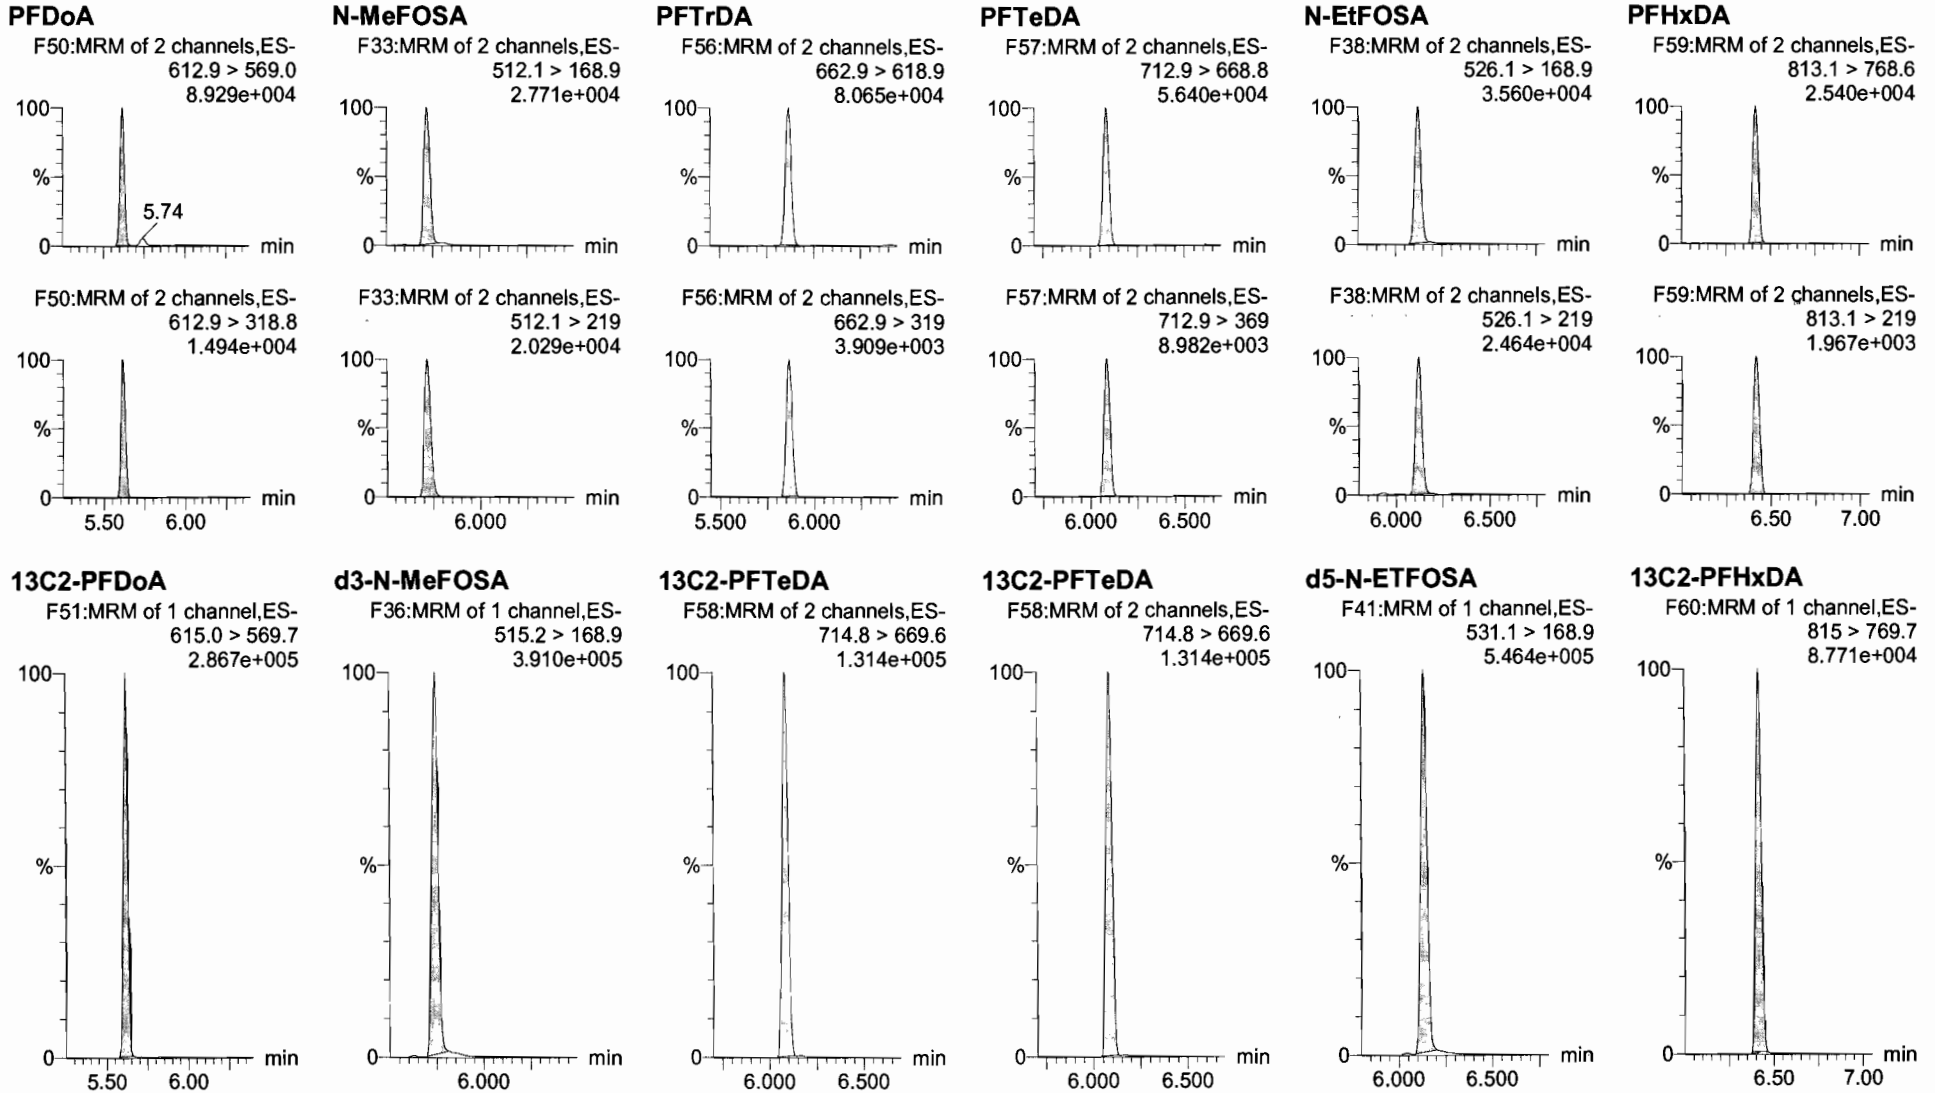 PFDoA
F50:MRM of 2 channels,ES-
612.9 > 569.0
8.929e+004
100
%
5.74
0
min
F50:MRM of 2 channels,ES-
612.9 > 318.8
1.494e+004
100
%
0
min
5.50 6.00
N-MeFOSA
F33:MRM of 2 channels,ES-
512.1 > 168.9
2.771e+004
100
%
0
min
F33:MRM of 2 channels,ES-
512.1 > 219
2.029e+004
100
%
0
min
6.000
PFTrDA
F56:MRM of 2 channels,ES-
662.9 > 618.9
8.065e+004
100
%
0
min
F56:MRM of 2 channels,ES-
662.9 > 319
3.909e+003
100
%
0
min
5.500 6.000
PFTeDA
F57:MRM of 2 channels,ES-
712.9 > 668.8
5.640e+004
100
%
0
min
F57:MRM of 2 channels,ES-
712.9 > 369
8.982e+003
100
%
0
min
6.000 6.500
N-EtFOSA
F38:MRM of 2 channels,ES-
526.1 > 168.9
3.560e+004
100
%
0
min
F38:MRM of 2 channels,ES-
526.1 > 219
2.464e+004
100
%
0
min
6.000 6.500
PFHxDA
F59:MRM of 2 channels,ES-
813.1 > 768.6
2.540e+004
100
%
0
min
F59:MRM of 2 channels,ES-
813.1 > 219
1.967e+003
100
%
0
min
6.50 7.00
13C2-PFDoA
F51:MRM of 1 channel,ES-
615.0 > 569.7
2.867e+005
100
%
0
min
5.50 6.00
d3-N-MeFOSA
F36:MRM of 1 channel,ES-
515.2 > 168.9
3.910e+005
100
%
0
min
6.000
13C2-PFTeDA
F58:MRM of 2 channels,ES-
714.8 > 669.6
1.314e+005
100
%
0
min
6.000 6.500
13C2-PFTeDA
F58:MRM of 2 channels,ES-
714.8 > 669.6
1.314e+005
100
%
0
min
6.000 6.500
d5-N-ETFOSA
F41:MRM of 1 channel,ES-
531.1 > 168.9
5.464e+005
100
%
0
min
6.000 6.500
13C2-PFHxDA
F60:MRM of 1 channel,ES-
815 > 769.7
8.771e+004
100
%
0
min
6.50 7.00